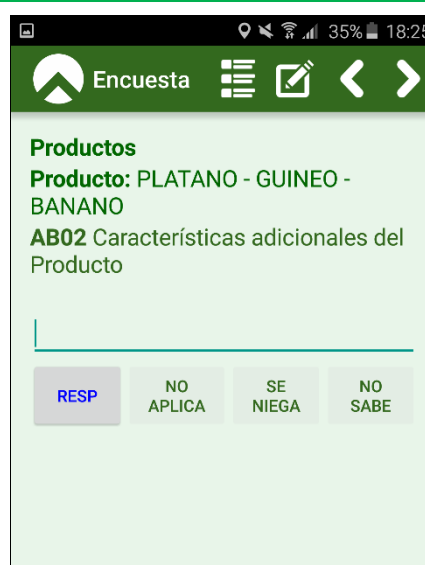 35% 18:25
Encuesta
Productos
Producto: PLATANO - GUINEO -
BANANO
AB02 Características adicionales del
Producto
RESP
NO
APLICA
SE
NIEGA
NO
SABE